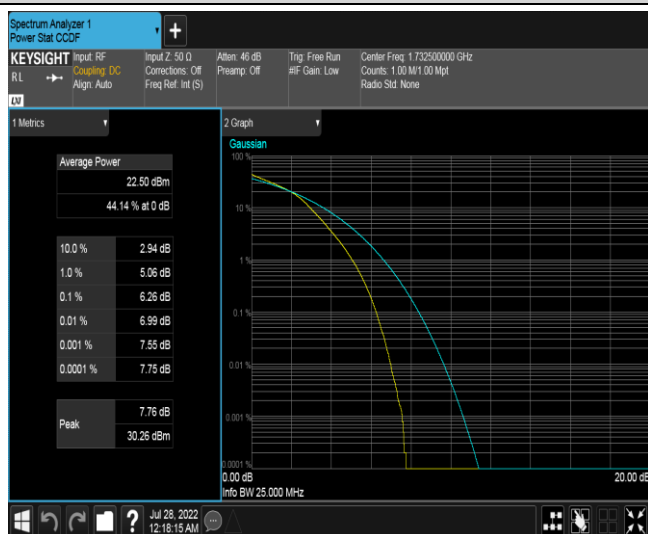 Spectrum Analyzer 1
Power Stat CCDF
+
KEYSIGHT
R L
LXI
Input: RF
Coupling: DC
Align: Auto
Input Z: 50 Ω
Corrections: Off
Freq Ref: Int (S)
Atten: 46 dB
Preamp: Off
Trig: Free Run
#IF Gain: Low
Center Freq: 1.732500000 GHz
Counts: 1.00 M/1.00 Mpt
Radio Std: None
1 Metrics
Average Power
22.50 dBm
44.14 % at 0 dB
10.0 % 2.94 dB
1.0 % 5.06 dB
0.1 % 6.26 dB
0.01 % 6.99 dB
0.001 % 7.55 dB
0.0001 % 7.75 dB
Peak
7.76 dB
30.26 dBm
2 Graph
Gaussian
100 %
10 %
1 %
0.1 %
0.01 %
0.001 %
0.0001 %
0.00 dB 20.00 dB
Info BW 25.000 MHz
?
Jul 28, 2022
12:18:15 AM